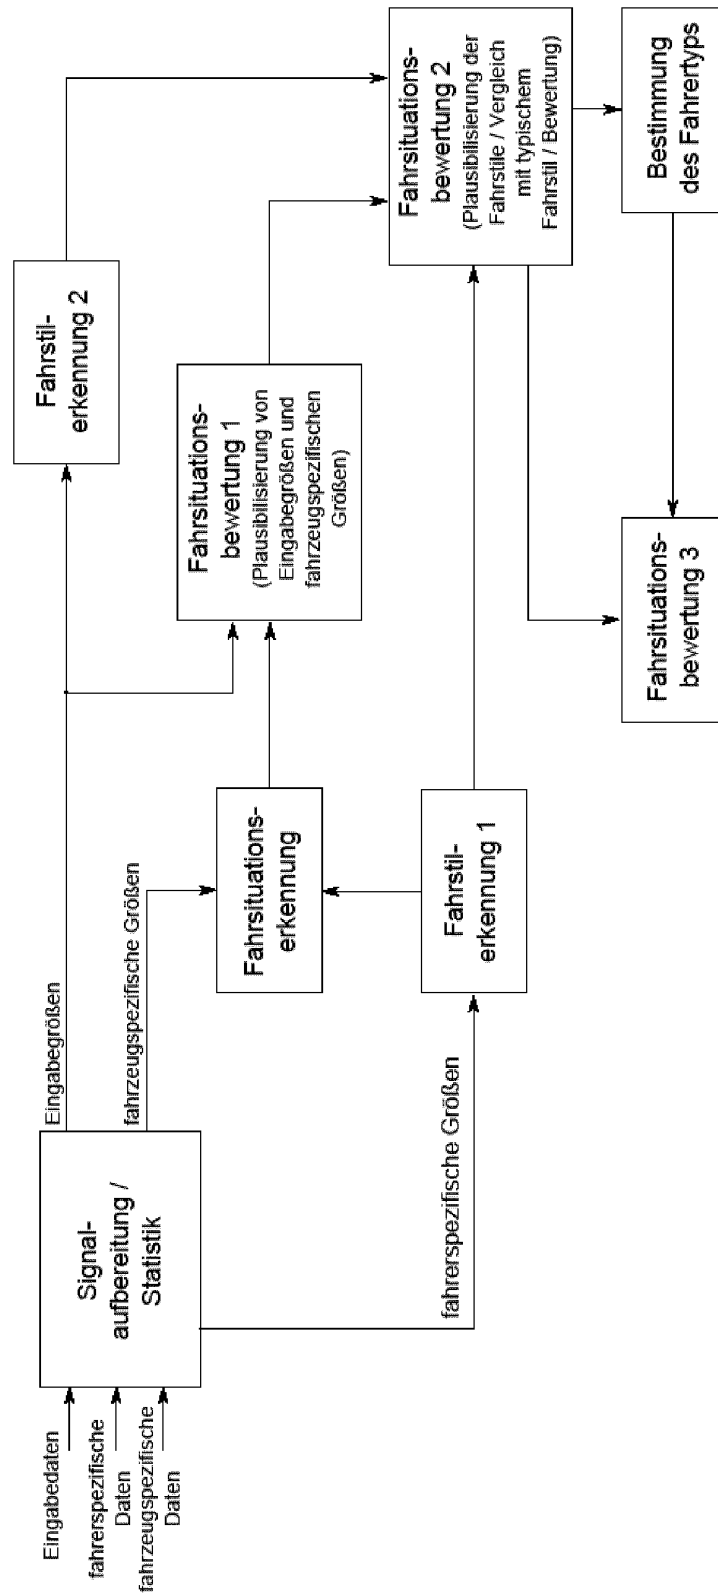 Eingabedaten
fahrerspezifische
Daten
fahrzeugspezifische
Daten
Signal-
aufbereitung /
Statistik
Eingabegrößen
fahrzeugspezifische Größen
fahrerspezifische Größen
Fahrsituations-
erkennung
Fahrstil-
erkennung 1
Fahrstil-
erkennung 2
Fahrsituations-
bewertung 1
(Plausibilisierung von
Eingabegrößen und
fahrzeugspezifischen
Größen)
Fahrsituations-
bewertung 2
(Plausibilisierung der
Fahrstile / Vergleich
mit typischem
Fahrstil / Bewertung)
Bestimmung
des Fahrertyps
Fahrsituations-
bewertung 3